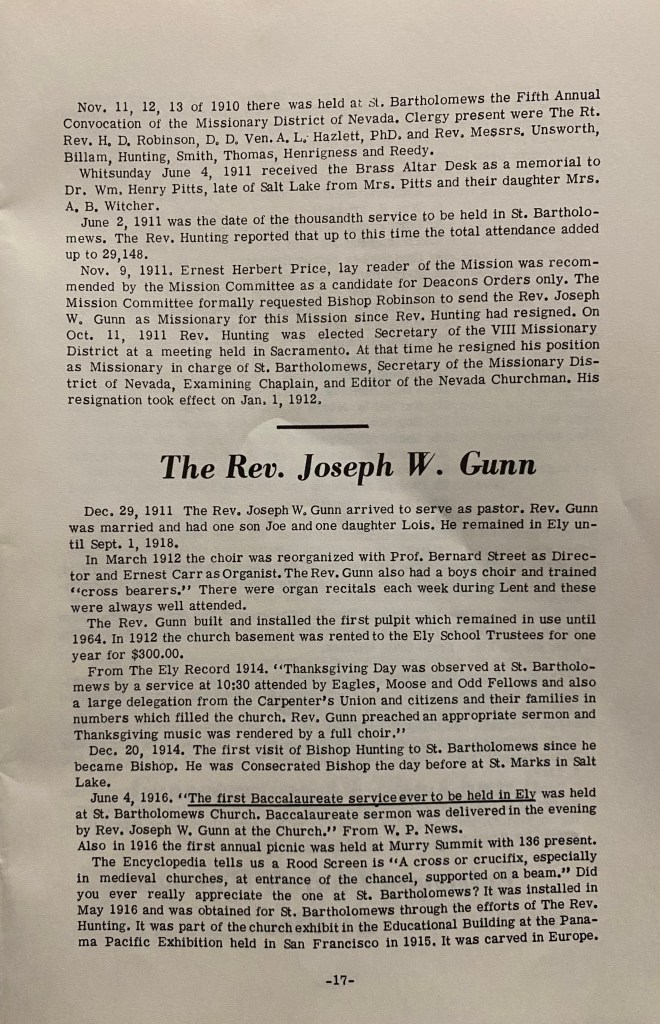 Nov. 11, 12, 13 of 1910 there was held at St. Bartholomews the Fifth Annual
Convocation of the Missionary District of Nevada. Clergy present were The Rt.
Rev. H. D. Robinson, D. D. Ven. A. L. Hazlett, PhD. and Rev. Messrs. Unsworth,
Billam, Hunting, Smith, Thomas, Henrigness and Reedy.
Whitsunday June 4, 1911 received the Brass Altar Desk as a memorial to
Dr. Wm. Henry Pitts, late of Salt Lake from Mrs. Pitts and their daughter Mrs.
A. B. Witcher.
June 2, 1911 was the date of the thousandth service to be held in St. Bartholo-
mews. The Rev. Hunting reported that up to this time the total attendance added
up to 29,148.
Nov. 9, 1911. Ernest Herbert Price, lay reader of the Mission was recom-
mended by the Mission Committee as a candidate for Deacons Orders only. The
Mission Committee formally requested Bishop Robinson to send the Rev. Joseph
W. Gunn as Missionary for this Mission since Rev. Hunting had resigned. On
Oct. 11, 1911 Rev. Hunting was elected Secretary of the VIII Missionary
District at a meeting held in Sacramento. At that time he resigned his position
as Missionary in charge of St. Bartholomews, Secretary of the Missionary Dis-
trict of Nevada, Examining Chaplain, and Editor of the Nevada Churchman. His
resignation took effect on Jan. 1, 1912.
The Rev. Joseph W. Gunn
Dec. 29, 1911 The Rev. Joseph W. Gunn arrived to serve as pastor. Rev. Gunn
was married and had one son Joe and one daughter Lois. He remained in Ely un-
til Sept. 1, 1918.
In March 1912 the choir was reorganized with Prof. Bernard Street as Direc-
tor and Ernest Carr as Organist. The Rev. Gunn also had a boys choir and trained
"cross bearers." There were organ recitals each week during Lent and these
were always well attended.
The Rev. Gunn built and installed the first pulpit which remained in use until
1964. In 1912 the church basement was rented to the Ely School Trustees for one
year for $300.00.
From The Ely Record 1914. "Thanksgiving Day was observed at St. Bartholo-
mews by a service at 10:30 attended by Eagles, Moose and Odd Fellows and also
a large delegation from the Carpenter's Union and citizens and their families in
numbers which filled the church. Rev. Gunn preached an appropriate sermon and
Thanksgiving music was rendered by a full choir."
Dec. 20, 1914. The first visit of Bishop Hunting to St. Bartholomews since he
became Bishop. He was Consecrated Bishop the day before at St. Marks in Salt
Lake.
June 4, 1916. "The first Baccalaureate service ever to be held in Ely was held
at St. Bartholomews Church. Baccalaureate sermon was delivered in the evening
by Rev. Joseph W. Gunn at the Church." From W. P. News.
Also in 1916 the first annual picnic was held at Murry Summit with 136 present.
The Encyclopedia tells us a Rood Screen is "A cross or crucifix, especially
in medieval churches, at entrance of the chancel, supported on a beam." Did
you ever really appreciate the one at St. Bartholomews? It was installed in
May 1916 and was obtained for St. Bartholomews through the efforts of The Rev.
Hunting. It was part of the church exhibit in the Educational Building at the Pana-
ma Pacific Exhibition held in San Francisco in 1915. It was carved in Europe.
-17-